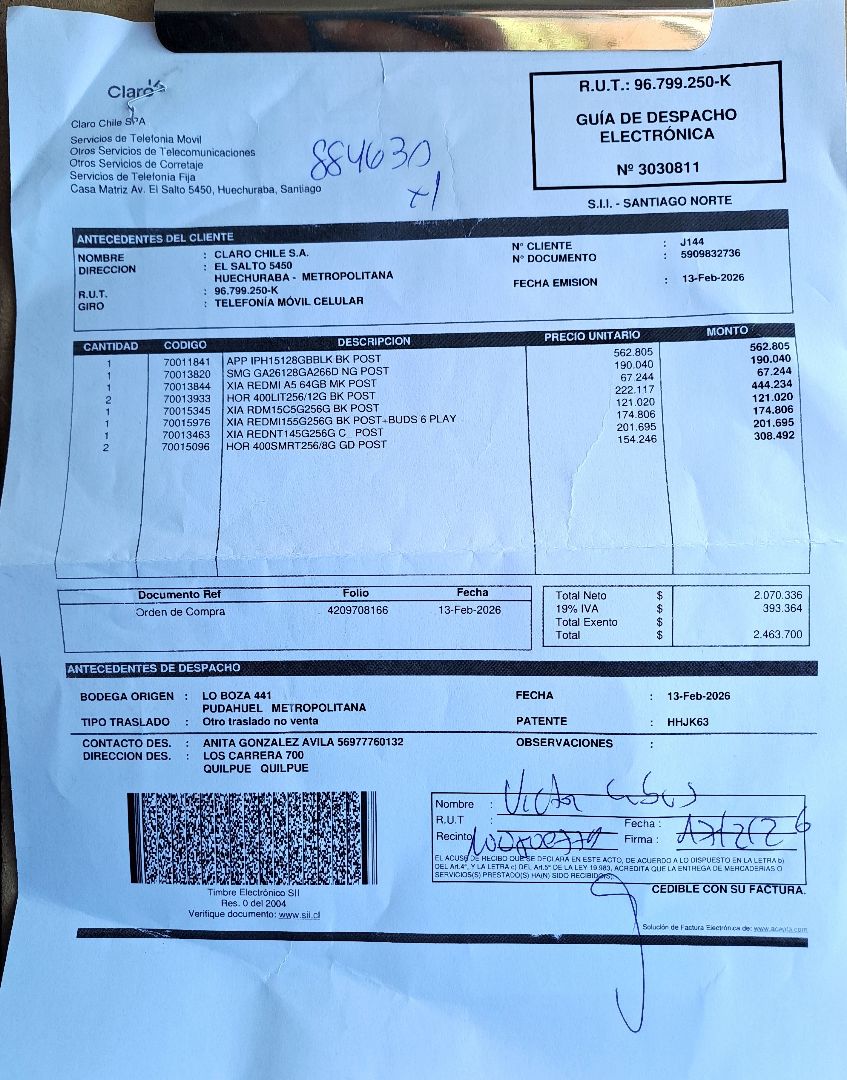 Claro
Claro Chile SPA
Servicios de Telefonia Movil
Otros Servicios de Telecomunicaciones
Otros Servicios de Corretaje
Servicios de Telefonia Fija
Casa Matriz Av. El Salto 5450, Huechuraba, Santiago
884630
+1
R.U.T.: 96.799.250-K
GUÍA DE DESPACHO
ELECTRÓNICA
Nº 3030811
S.I.I. - SANTIAGO NORTE
ANTECEDENTES DEL CLIENTE
NOMBRE : CLARO CHILE S.A.
DIRECCION : EL SALTO 5450
HUECHURABA - METROPOLITANA
R.U.T. : 96.799.250-K
GIRO : TELEFONÍA MÓVIL CELULAR
N° CLIENTE : J144
N° DOCUMENTO : 5909832736
FECHA EMISION : 13-Feb-2026
CANTIDAD CODIGO DESCRIPCION PRECIO UNITARIO MONTO
1 70011841 APP IPH15128GBBLK BK POST 562.805 562.805
1 70013820 SMG GA26128GA266D NG POST 190.040 190.040
1 70013844 XIA REDMI A5 64GB MK POST 67.244 67.244
2 70013933 HOR 400LIT256/12G BK POST 222.117 444.234
1 70015345 XIA RDM15C5G256G BK POST 121.020 121.020
1 70015976 XIA REDMI155G256G BK POST+BUDS 6 PLAY 174.806 174.806
1 70013463 XIA REDNT145G256G C POST 201.695 201.695
2 70015096 HOR 400SMRT256/8G GD POST 154.246 308.492
Documento Ref Folio Fecha
Orden de Compra 4209708166 13-Feb-2026
Total Neto $ 2.070.336
19% IVA $ 393.364
Total Exento $
Total $ 2.463.700
ANTECEDENTES DE DESPACHO
BODEGA ORIGEN : LO BOZA 441
PUDAHUEL METROPOLITANA
TIPO TRASLADO : Otro traslado no venta
FECHA : 13-Feb-2026
PATENTE : HHJK63
CONTACTO DES. : ANITA GONZALEZ AVILA 56977760132
DIRECCION DES. : LOS CARRERA 700
QUILPUE QUILPUE
OBSERVACIONES :
Timbre Electrónico SII
Res. 0 del 2004
Verifique documento: www.sii.cl
Nombre : Victor
R.U.T :
Fecha : 17/2/26
Recinto
Firma :
EL ACUSE DE RECIBO QUE SE DECLARA EN ESTE ACTO, DE ACUERDO A LO DISPUESTO EN LA LETRA b)
DEL Art.4°, Y LA LETRA c) DEL Art.5° DE LA LEY 19.983, ACREDITA QUE LA ENTREGA DE MERCADERIAS O
SERVICIOS(S) PRESTADO(S) HA(N) SIDO RECIBIDO(S).
CEDIBLE CON SU FACTURA.
Solución de Factura Electrónica de: www.acepta.com